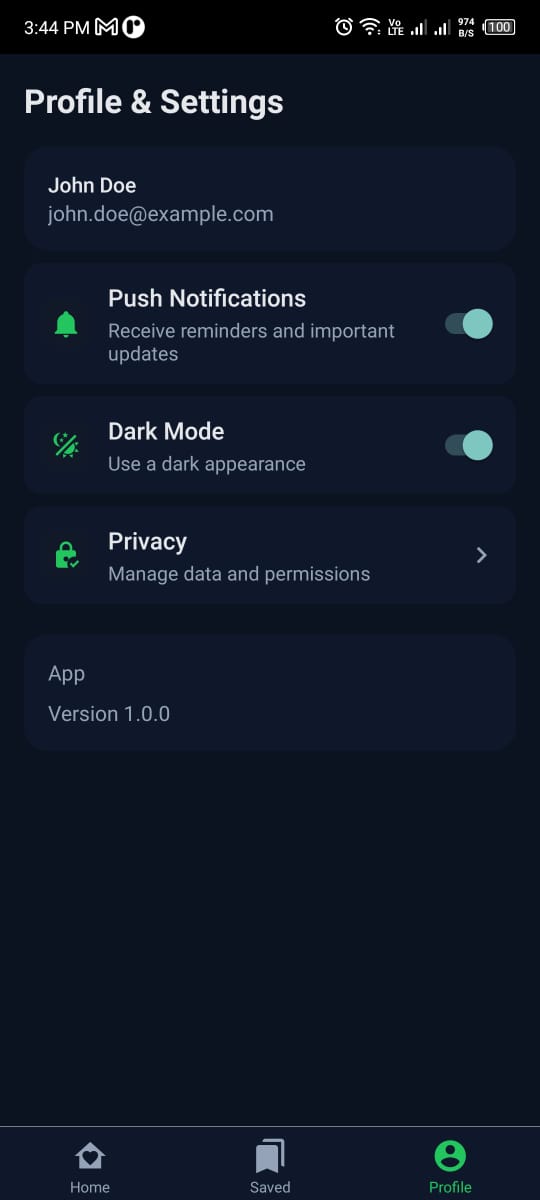 3:44 PM
Vo LTE
974 B/S
100
Profile & Settings
John Doe
john.doe@example.com
Push Notifications
Receive reminders and important
updates
Dark Mode
Use a dark appearance
Privacy
Manage data and permissions
App
Version 1.0.0
Home
Saved
Profile